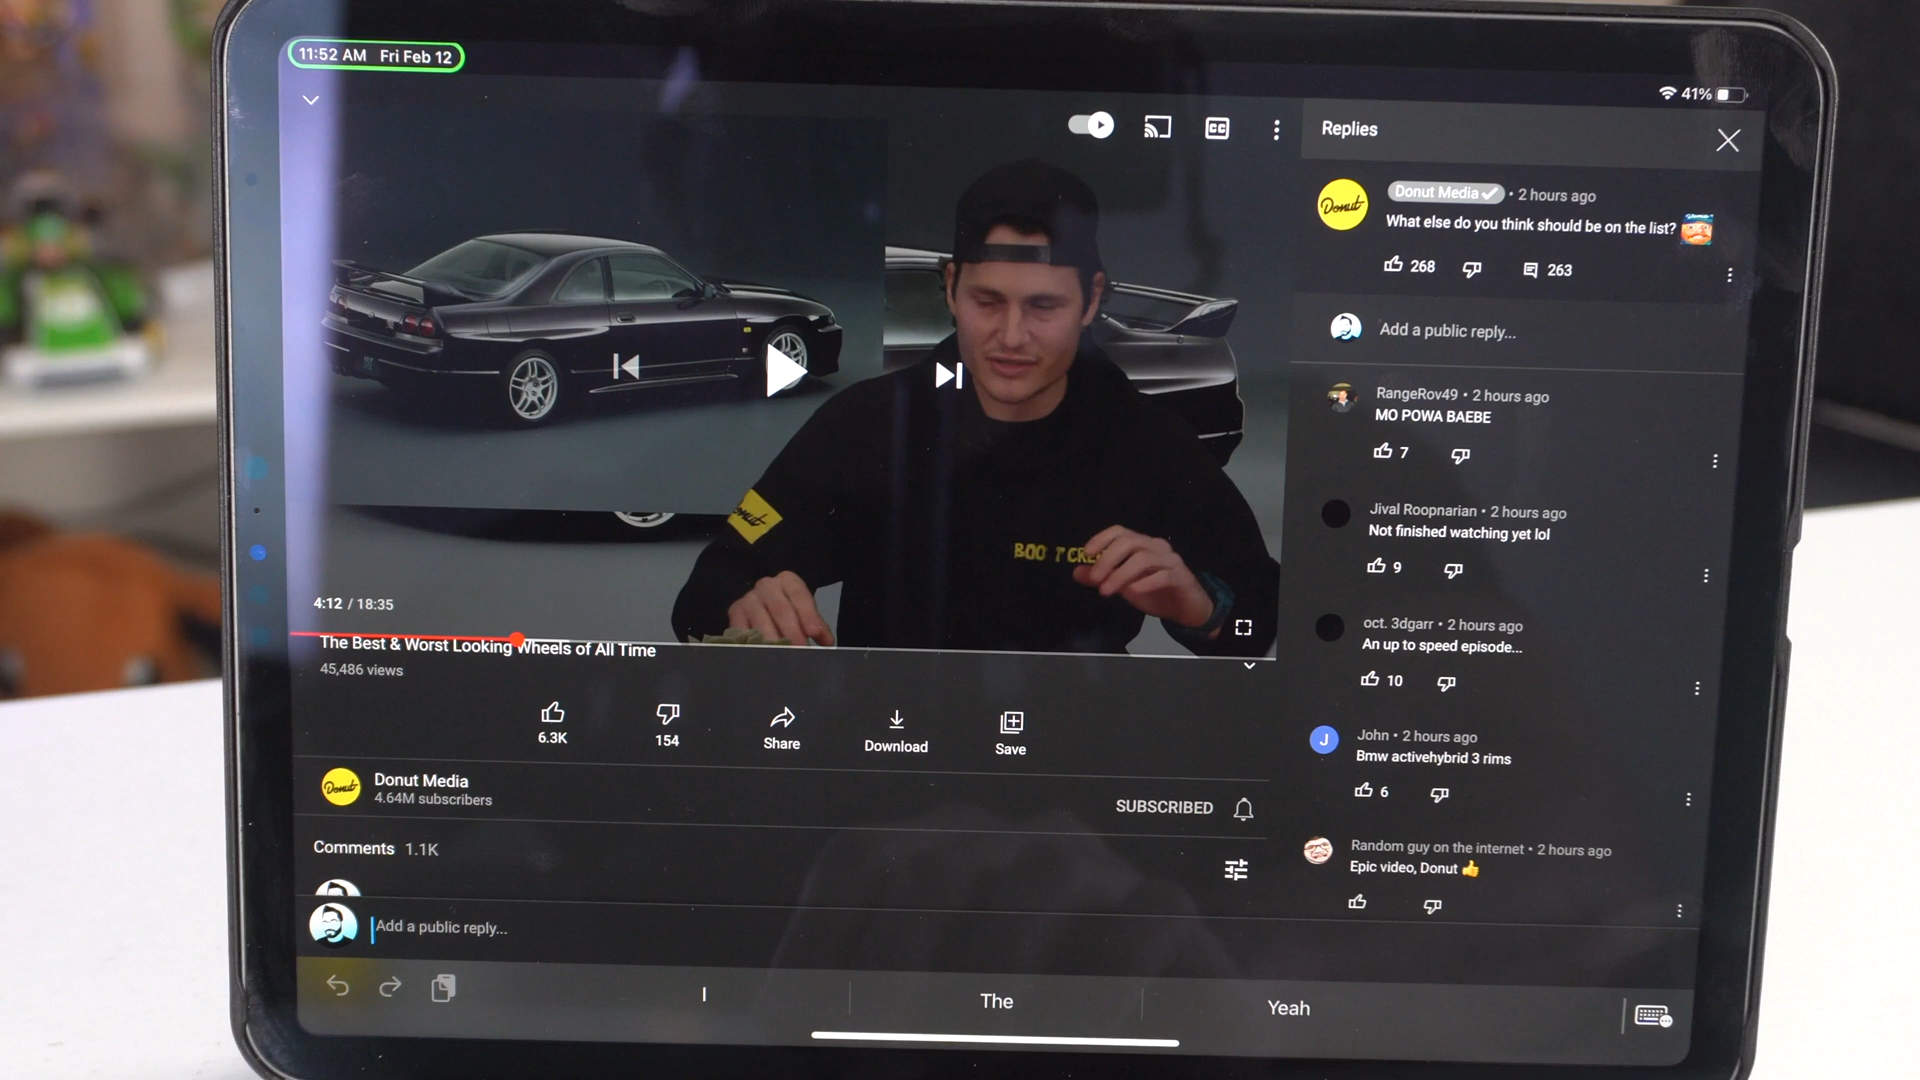 11:52 AM Fri Feb 12
41%
CC
Replies
Donut
Donut Media • 2 hours ago
What else do you think should be on the list?
268 263
Add a public reply...
RangeRov49 • 2 hours ago
MO POWA BAEBE
7
Jival Roopnarian • 2 hours ago
Not finished watching yet lol
9
oct. 3dgarr • 2 hours ago
An up to speed episode...
10
J
John • 2 hours ago
Bmw activehybrid 3 rims
6
Random guy on the internet • 2 hours ago
Epic video, Donut 👍
4:12 / 18:35
The Best & Worst Looking Wheels of All Time
45,486 views
6.3K 154 Share Download Save
Donut
Donut Media
4.64M subscribers
SUBSCRIBED
Comments 1.1K
Add a public reply...
I The Yeah